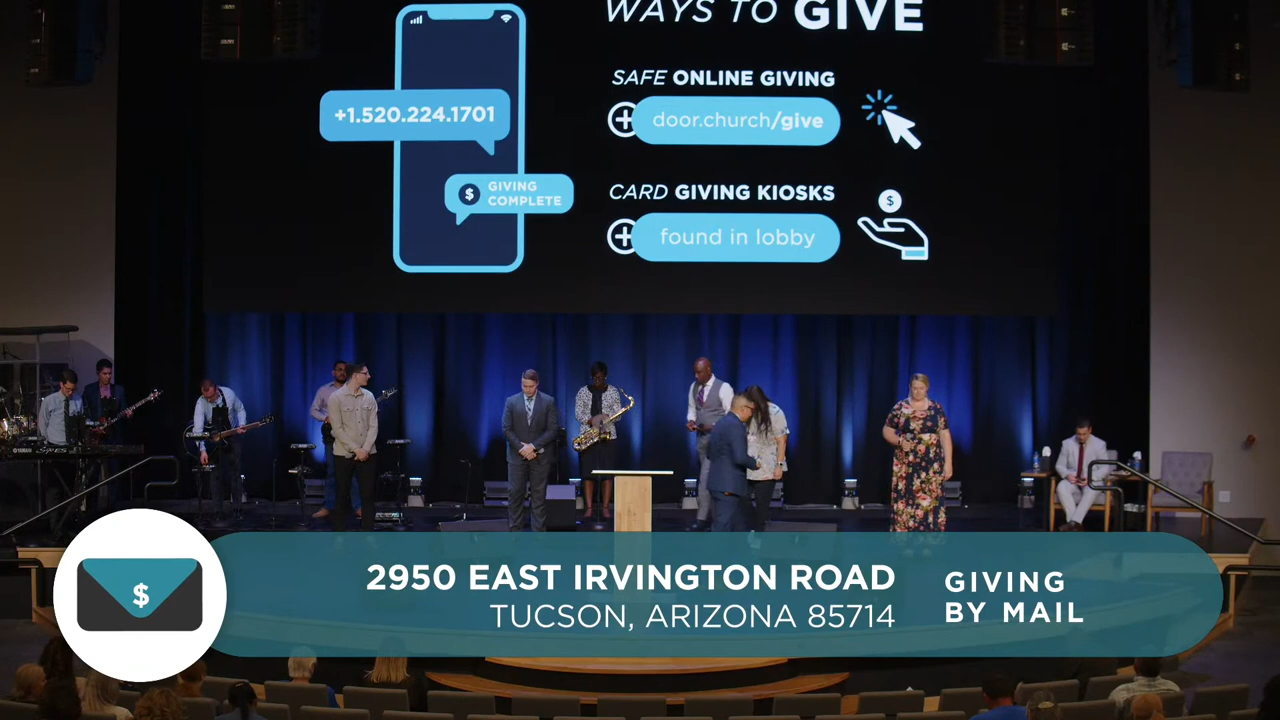 WAYS TO GIVE
+1.520.224.1701
$ GIVING
COMPLETE
SAFE ONLINE GIVING
door.church/give
CARD GIVING KIOSKS
$
found in lobby
YAMAHA
$
2950 EAST IRVINGTON ROAD
TUCSON, ARIZONA 85714
GIVING
BY MAIL